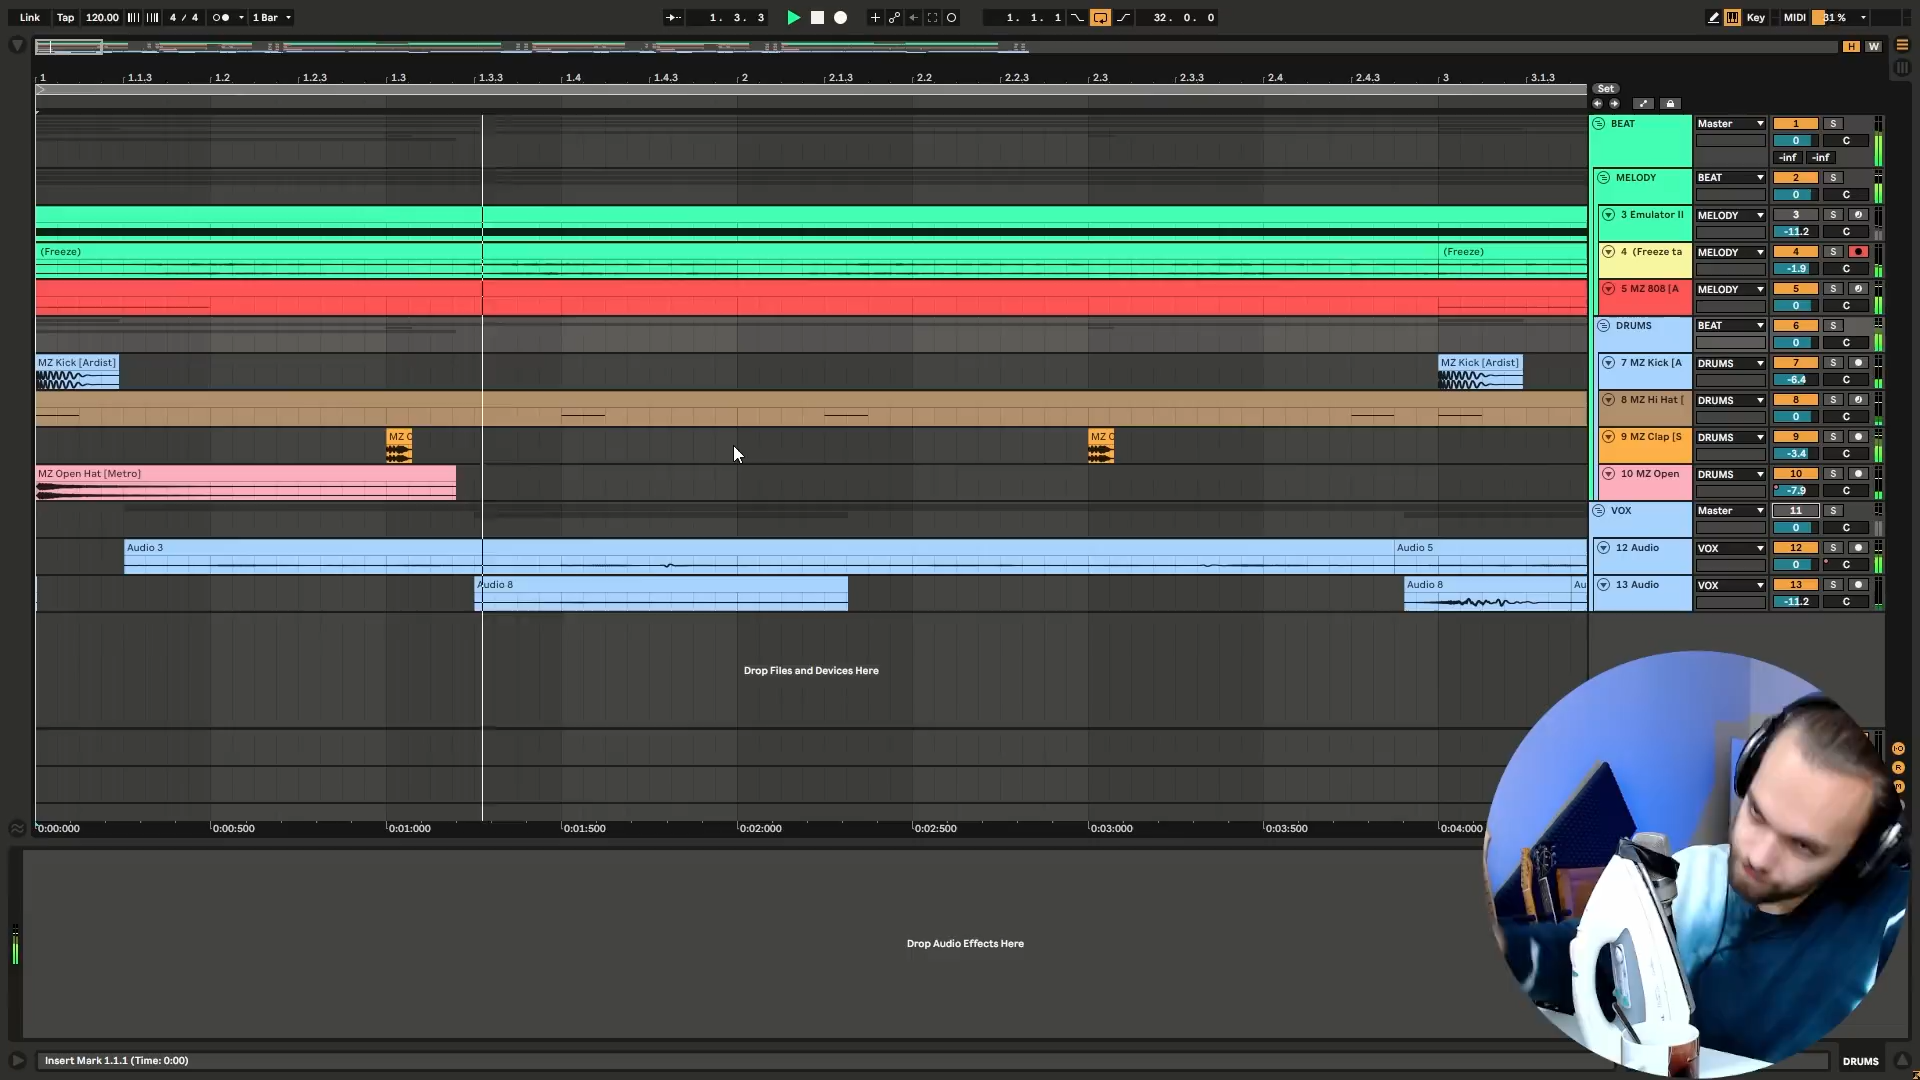 Link Tap 120.00 4 / 4 1 Bar 1. 3. 3 1. 1. 1 32. 0. 0 Key MIDI 31 %
H W
1 1.1.3 1.2 1.2.3 1.3 1.3.3 1.4 1.4.3 2 2.1.3 2.2 2.2.3 2.3 2.3.3 2.4 2.4.3 3 3.1.3
Set
BEAT Master 1 S
0 C
-inf -inf
MELODY BEAT 2 S
0 C
3 Emulator II MELODY 3 S
-11.2 C
(Freeze) (Freeze) 4 (Freeze ta MELODY 4 S
-1.9 C
5 MZ 808 [A MELODY 5 S
0 C
DRUMS BEAT 6 S
0 C
MZ Kick [Ardist] MZ Kick [Ardist] 7 MZ Kick [A DRUMS 7 S
-6.4 C
8 MZ Hi Hat [ DRUMS 8 S
0 C
MZ C MZ C 9 MZ Clap [S DRUMS 9 S
-3.4 C
MZ Open Hat [Metro] 10 MZ Open DRUMS 10 S
-7.9 C
VOX Master 11 S
0 C
Audio 3 Audio 5 12 Audio VOX 12 S
0 C
Audio 8 Audio 8 Au 13 Audio VOX 13 S
-11.2 C
Drop Files and Devices Here
0:00:000 0:00:500 0:01:000 0:01:500 0:02:000 0:02:500 0:03:000 0:03:500 0:04:000
IO
R
M
Drop Audio Effects Here
Insert Mark 1.1.1 (Time: 0:00) DRUMS